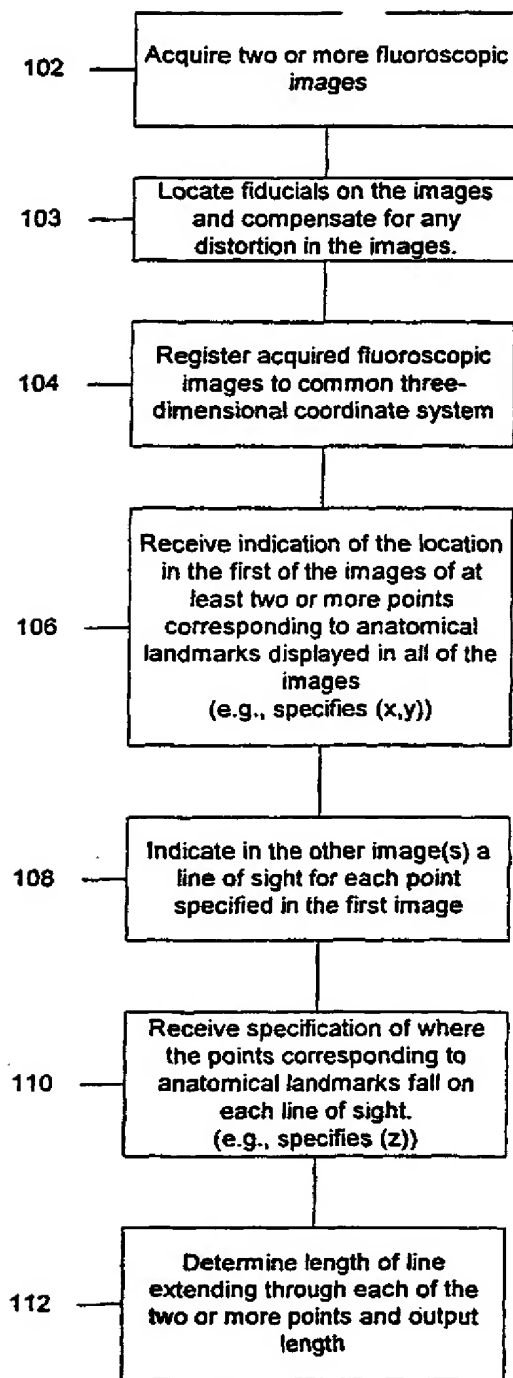 102
Acquire two or more fluoroscopic
images
103
Locate fiducials on the images
and compensate for any
distortion in the images.
104
Register acquired fluoroscopic
images to common three-
dimensional coordinate system
106
Receive indication of the location
in the first of the images of at
least two or more points
corresponding to anatomical
landmarks displayed in all of the
images
(e.g., specifies (x,y))
108
Indicate in the other image(s) a
line of sight for each point
specified in the first image
110
Receive specification of where
the points corresponding to
anatomical landmarks fall on
each line of sight.
(e.g., specifies (z))
112
Determine length of line
extending through each of the
two or more points and output
length